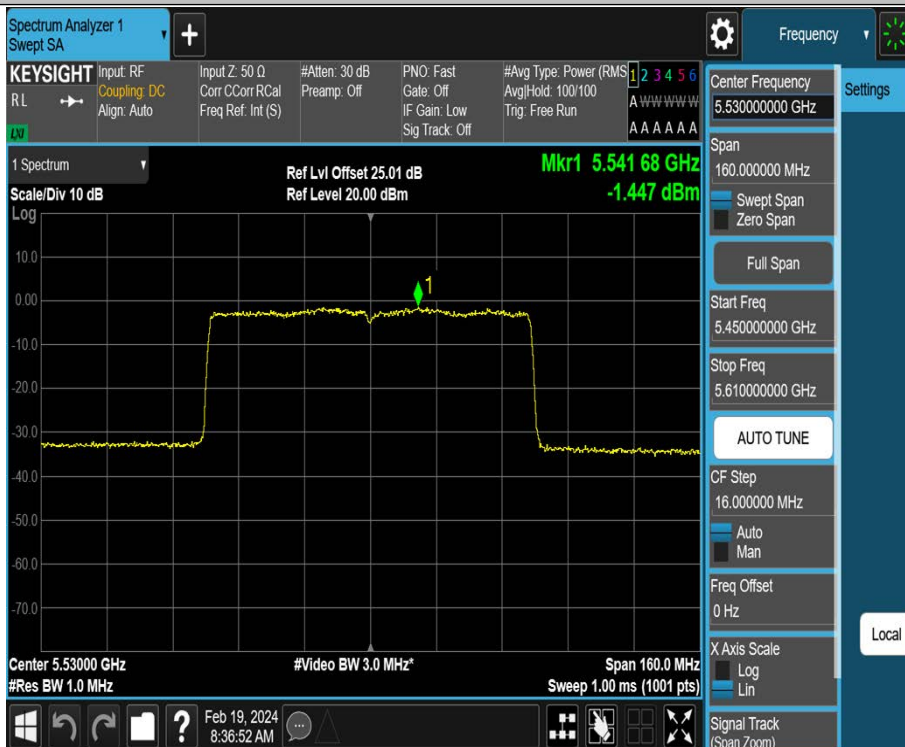 Spectrum Analyzer 1
Swept SA
+
Frequency
KEYSIGHT
RL
LXI
Input: RF
Coupling: DC
Align: Auto
Input Z: 50 Ω
Corr CCorr RCal
Freq Ref: Int (S)
#Atten: 30 dB
Preamp: Off
PNO: Fast
Gate: Off
IF Gain: Low
Sig Track: Off
#Avg Type: Power (RMS
Avg|Hold: 100/100
Trig: Free Run
1 2 3 4 5 6
A W W W W W
A A A A A A
1 Spectrum
Scale/Div 10 dB
Ref Lvl Offset 25.01 dB
Ref Level 20.00 dBm
Mkr1 5.541 68 GHz
-1.447 dBm
Log
10.0
0.00
-10.0
-20.0
-30.0
-40.0
-50.0
-60.0
-70.0
1
Center 5.53000 GHz
#Res BW 1.0 MHz
#Video BW 3.0 MHz*
Span 160.0 MHz
Sweep 1.00 ms (1001 pts)
Center Frequency
5.530000000 GHz
Settings
Span
160.000000 MHz
Swept Span
Zero Span
Full Span
Start Freq
5.450000000 GHz
Stop Freq
5.610000000 GHz
AUTO TUNE
CF Step
16.000000 MHz
Auto
Man
Freq Offset
0 Hz
X Axis Scale
Log
Lin
Local
Signal Track
(Span Zoom)
?
Feb 19, 2024
8:36:52 AM